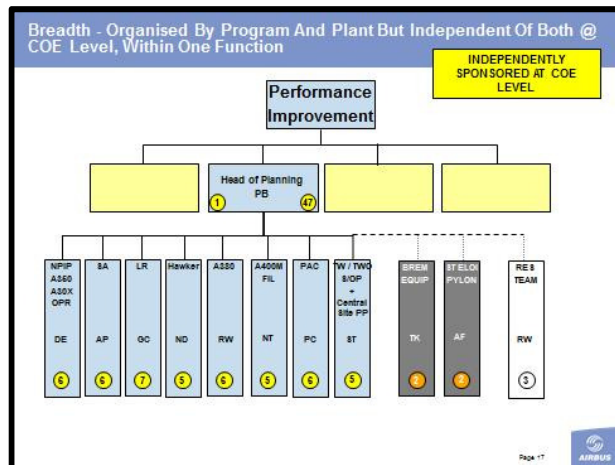 Breadth - Organised By Program And Plant But Independent Of Both @
COE Level, Within One Function
INDEPENDENTLY
SPONSORED AT COE
LEVEL
Performance
Improvement
Head of Planning
PB
1
47
NPIP
A350
A30X
OPR
DE
6
SA
AP
6
LR
GC
7
Hawker
ND
5
A380
RW
6
A400M
FIL
NT
5
PAC
PC
6
TW / TWO
S/OP
+
Central
Site PP
ST
5
BREM
EQUIP
TK
2
ST ELOI
PYLON
AF
2
RES
TEAM
RW
3
Page 17
AIRBUS